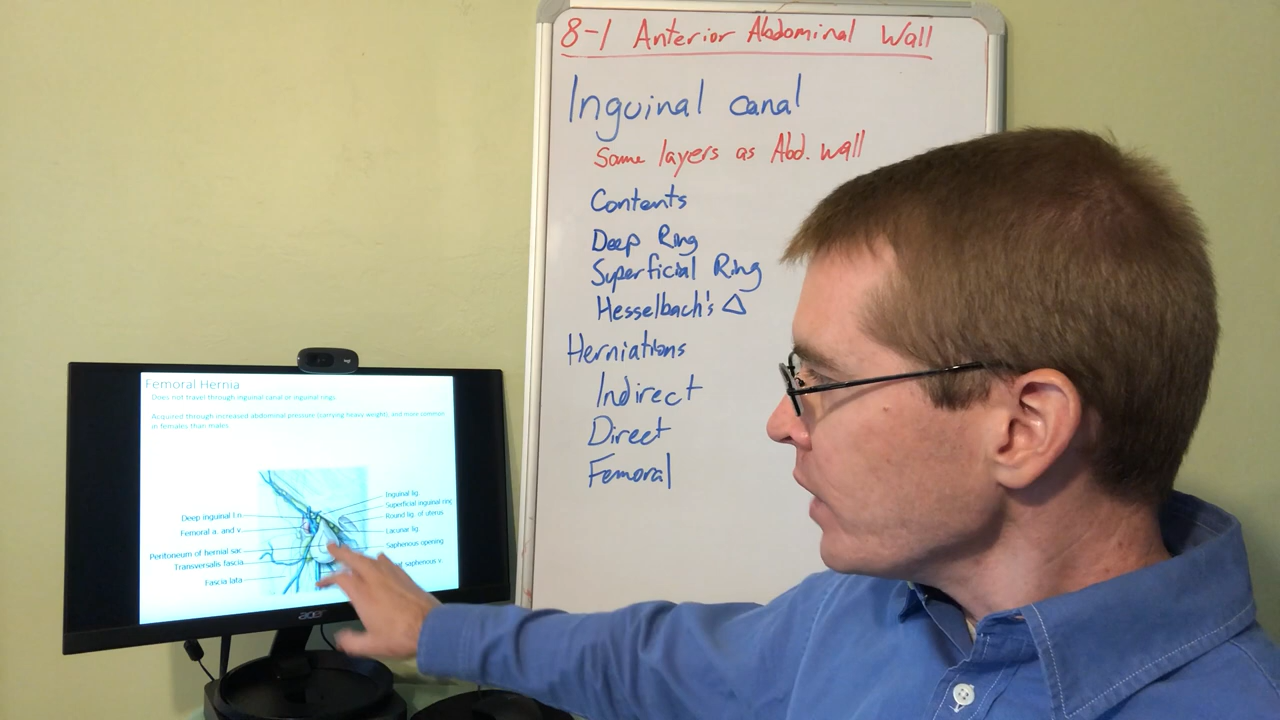 8-1 Anterior Abdominal Wall
Inguinal canal
Same layers as Abd. wall
Contents
Deep Ring
Superficial Ring
Hesselbach's △
Herniations
Indirect
Direct
Femoral
Femoral Hernia
Does not travel through inguinal canal or inguinal rings
Acquired through increased abdominal pressure (carrying heavy weight), and more common
in females than males
Inguinal lig.
Superficial inguinal ring
Round lig. of uterus
Lacunar lig.
Saphenous opening
saphenous v.
Deep inguinal l.n.
Femoral a. and v.
Peritoneum of hernial sac
Transversalis fascia
Fascia lata
acer
logi